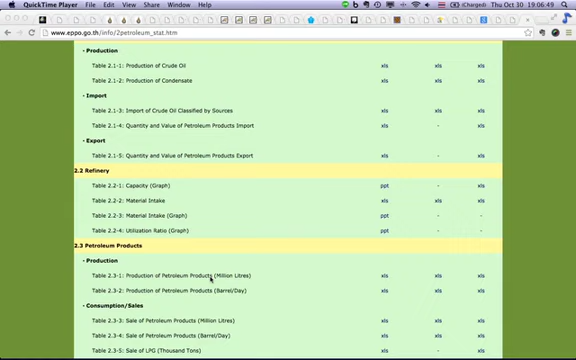 QuickTime Player File Edit View Share Window Help (Charged) Thu Oct 10 19:06:49
www.eppo.go.th/info/2petroleum_stat.htm
- Production
Table 2.1-1: Production of Crude Oil xls xls xls
Table 2.1-2: Production of Condensate xls xls xls
- Import
Table 2.1-3: Import of Crude Oil Classified by Sources xls xls xls
Table 2.1-4: Quantity and Value of Petroleum Products Import xls - xls
- Export
Table 2.1-5: Quantity and Value of Petroleum Products Export xls - xls
2.2 Refinery
Table 2.2-1: Capacity (Graph) ppt - xls
Table 2.2-2: Material Intake xls xls xls
Table 2.2-3: Material Intake (Graph) ppt - -
Table 2.2-4: Utilization Ratio (Graph) ppt - -
2.3 Petroleum Products
- Production
Table 2.3-1: Production of Petroleum Products (Million Litres) xls xls xls
Table 2.3-2: Production of Petroleum Products (Barrel/Day) xls xls xls
- Consumption/Sales
Table 2.3-3: Sale of Petroleum Products (Million Litres) xls xls xls
Table 2.3-4: Sale of Petroleum Products (Barrel/Day) xls xls xls
Table 2.3-5: Sale of LPG (Thousand Tons) xls - xls